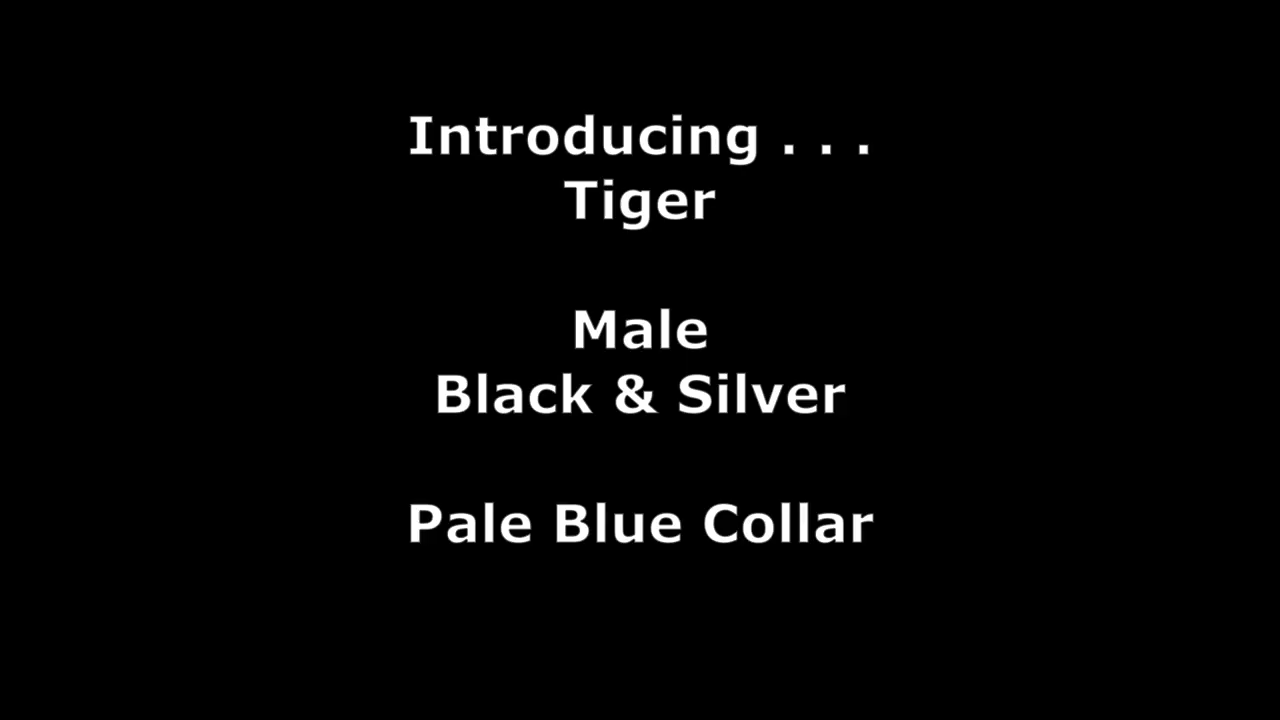 Introducing . . .
Tiger
Male
Black & Silver
Pale Blue Collar